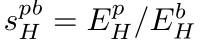 $s_H^{pb} = E_H^p / E_H^b$